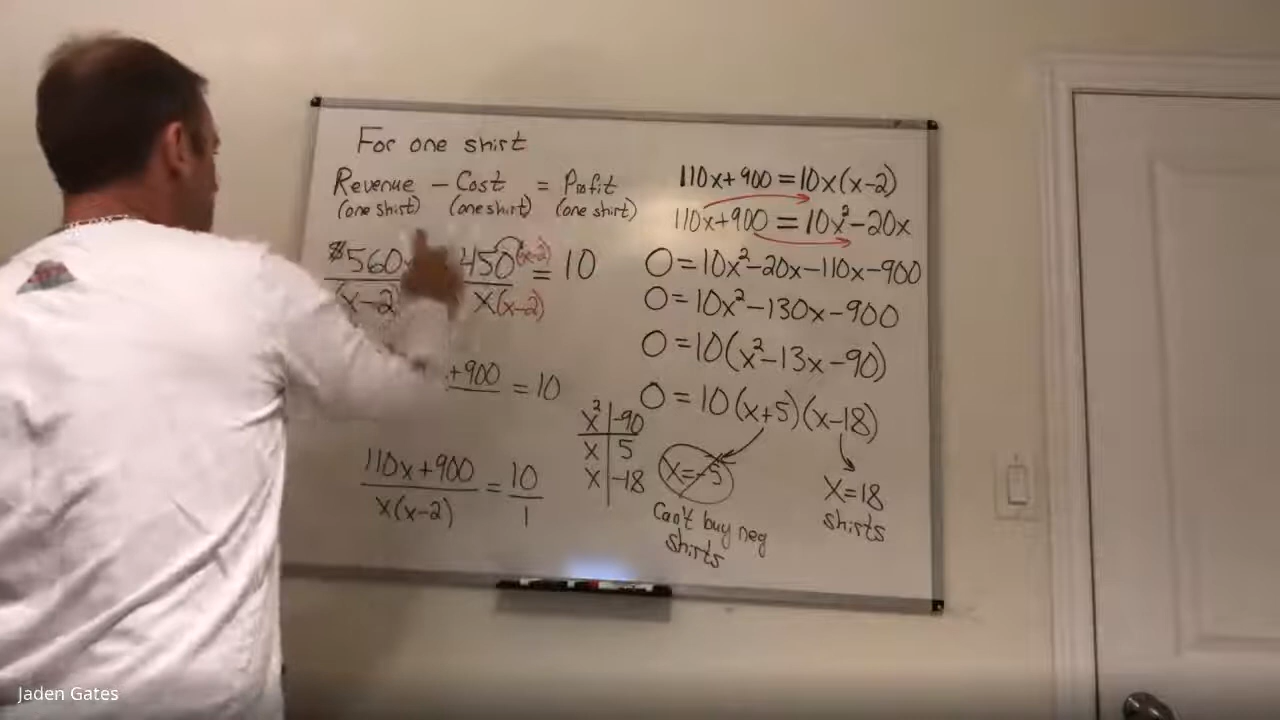 For one shirt
Revenue - Cost = Profit
(one shirt) (one shirt) (one shirt)
$560x 450(x-2) = 10
(x-2) x(x-2)
+900 = 10
110x+900 = 10
x(x-2) 1
110x+900 = 10x(x-2)
110x+900 = 10x²-20x
0 = 10x²-20x-110x-900
0 = 10x²-130x-900
0 = 10(x²-13x-90)
0 = 10(x+5)(x-18)
x² -90
x 5
x -18
x=-5
Can't buy neg
shirts
X=18
shirts
Jaden Gates